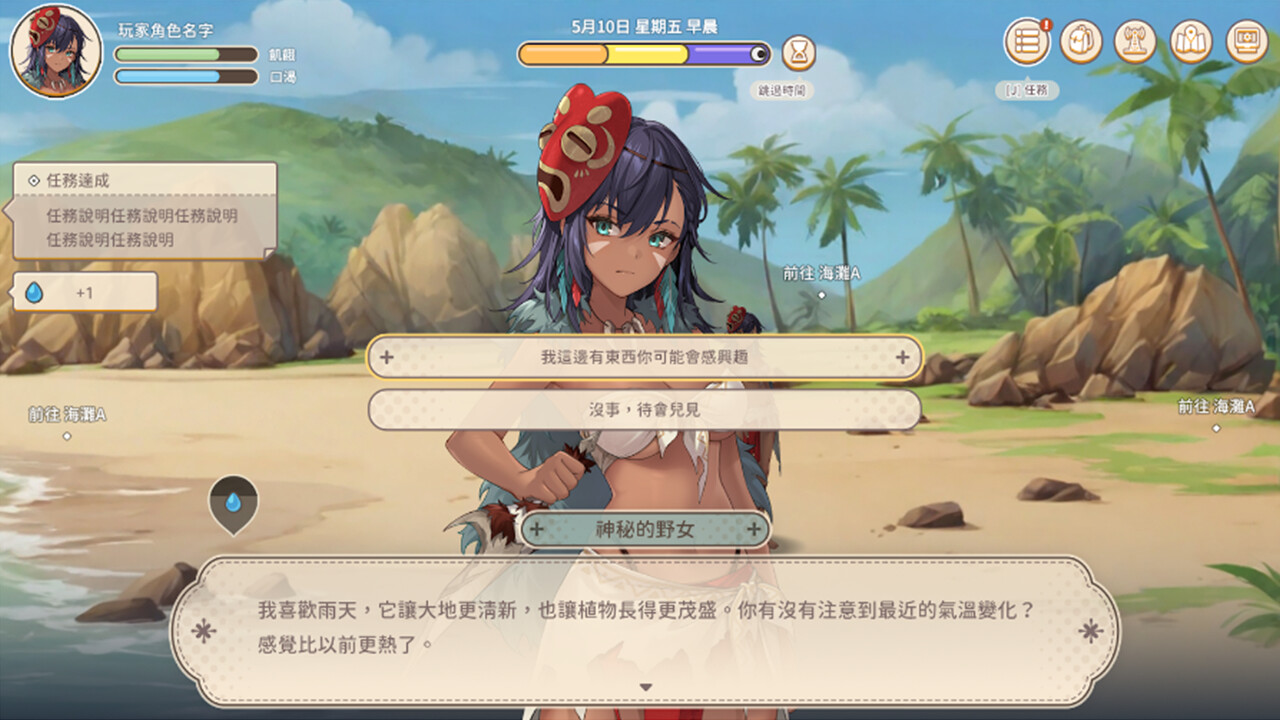 玩家角色名字
飢餓
口渴
5月10日 星期五 早晨
跳過時間
[J] 任務
任務達成
任務說明任務說明任務說明
任務說明任務說明
+1
前往 海灘A
前往 海灘A
前往 海灘A
我這邊有東西你可能會感興趣
沒事，待會兒見
神秘的野女
我喜歡雨天，它讓大地更清新，也讓植物長得更茂盛。你有沒有注意到最近的氣溫變化？
感覺比以前更熱了。